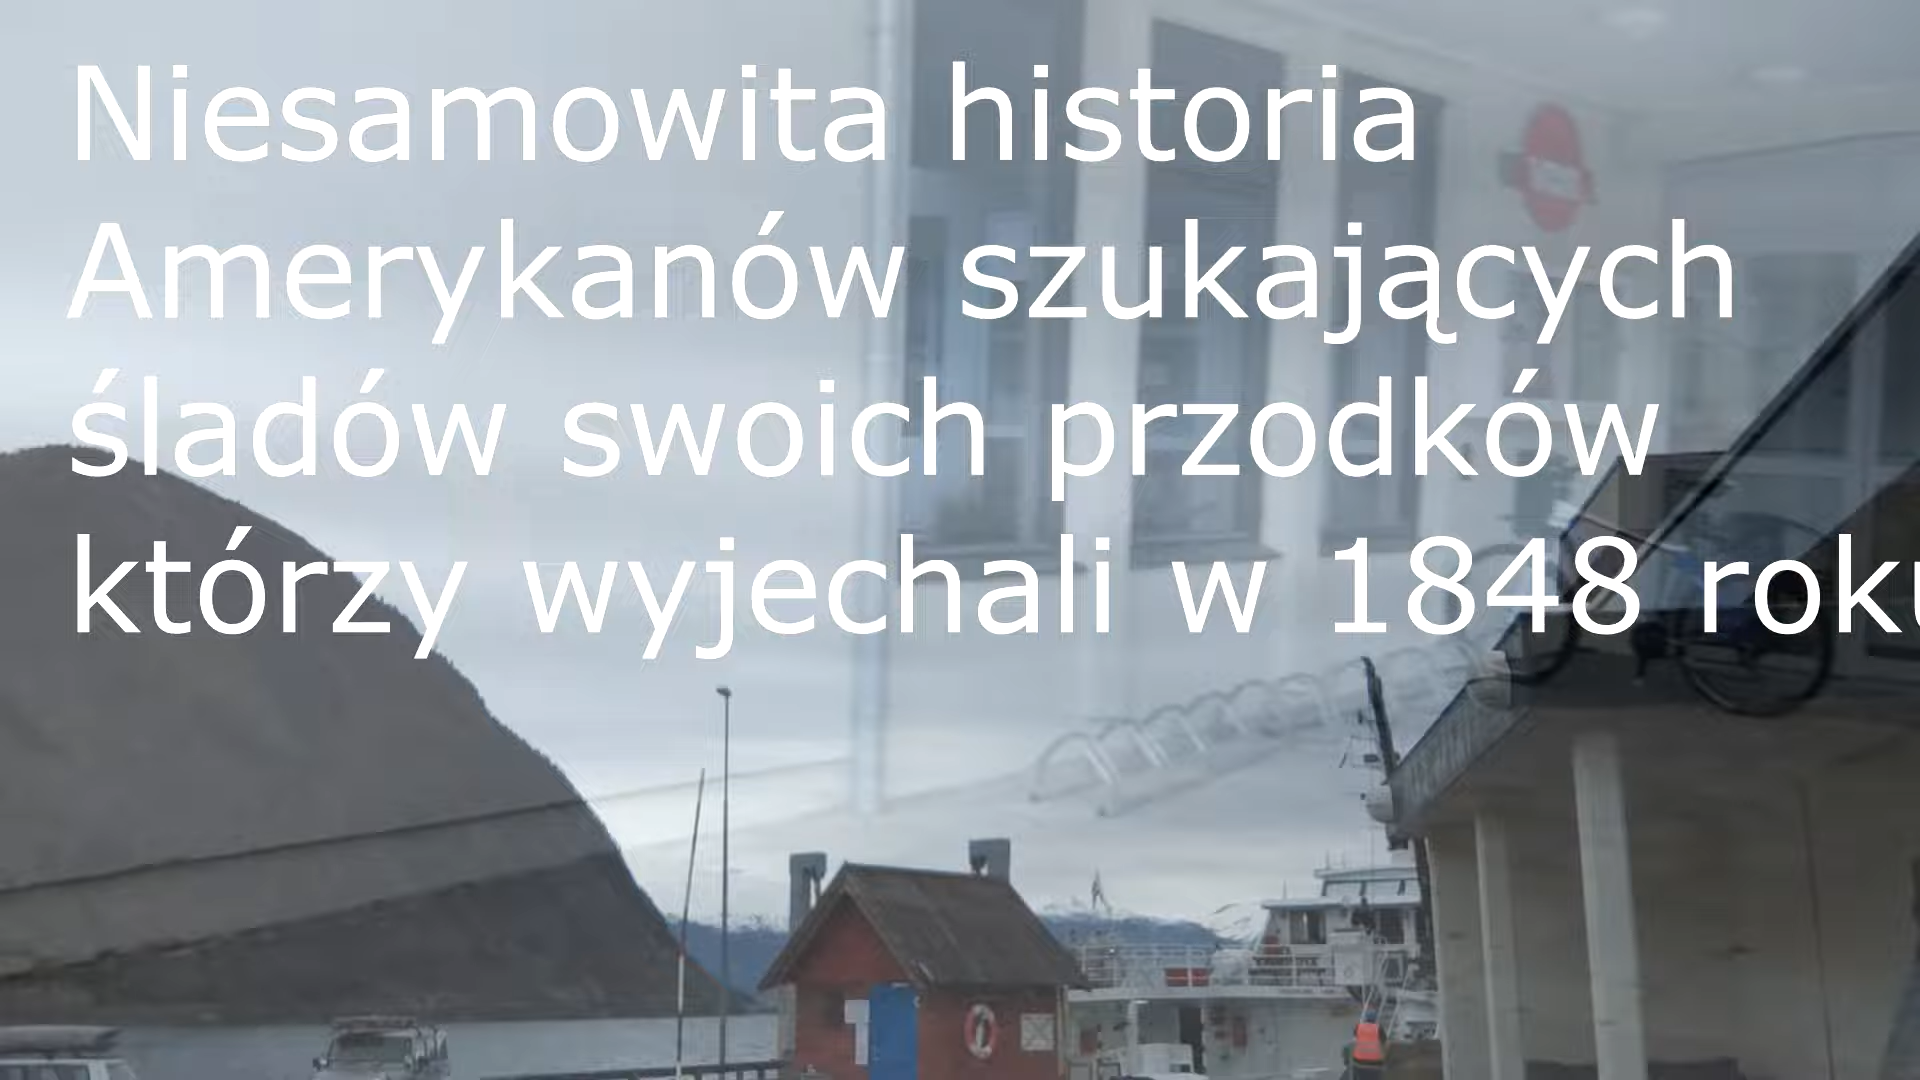 Niesamowita historia
Amerykanów szukających
śladów swoich przodków
którzy wyjechali w 1848 roku